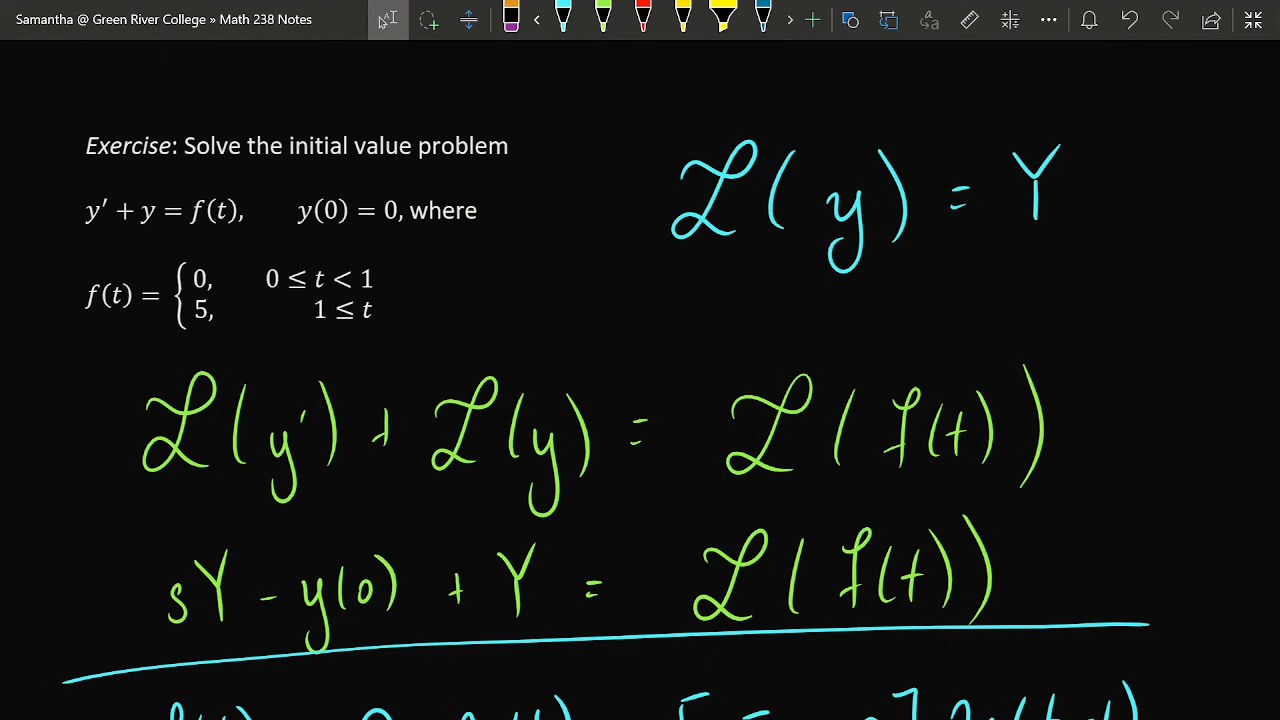 Samantha @ Green River College » Math 238 Notes
Exercise: Solve the initial value problem
ℒ( y ) = Y
y′ + y = f(t), y(0) = 0, where
f(t) = { 0, 0 ≤ t < 1
5, 1 ≤ t
ℒ(y′) + ℒ(y) = ℒ( f(t) )
sY - y(0) + Y = ℒ( f(t) )